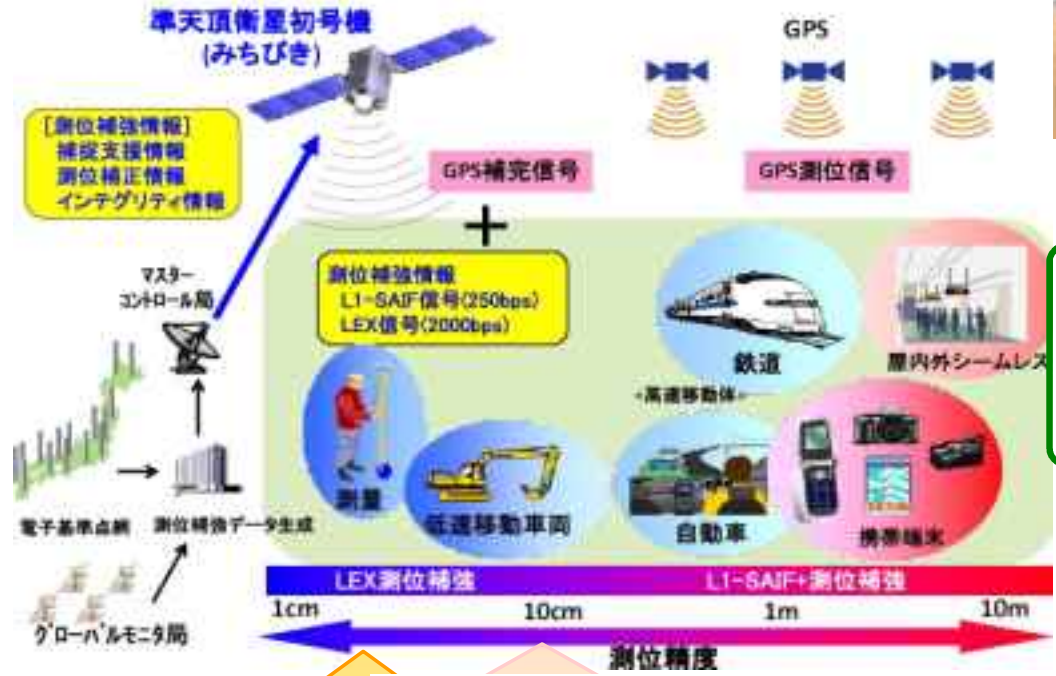 準天頂衛星初号機
(みちびき)
GPS
[測位補強情報]
捕捉支援情報
測位補正情報
インテグリティ情報
GPS補完信号
GPS測位信号
+
測位補強情報
L1-SAIF信号(250bps)
LEX信号(2000bps)
マスター
コントロール局
鉄道
屋内外シームレス
-高速移動体-
測量
低速移動車両
自動車
携帯端末
電子基準点網
測位補強データ生成
グローバルモニタ局
LEX測位補強
L1-SAIF+測位補強
1cm
10cm
1m
10m
測位精度